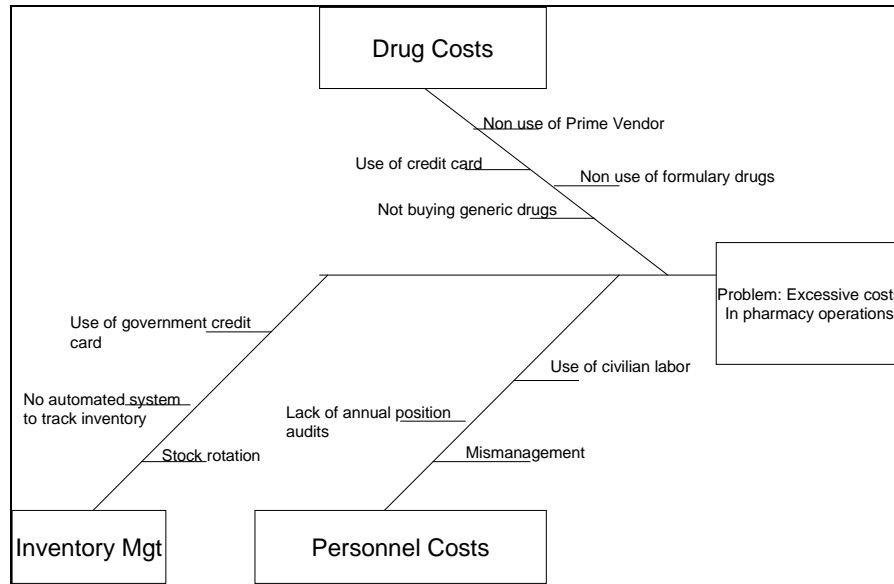 Drug Costs
Non use of Prime Vendor
Use of credit card
Non use of formulary drugs
Not buying generic drugs
Problem: Excessive costs
In pharmacy operations
Use of government credit
card
Use of civilian labor
No automated system
to track inventory
Lack of annual position
audits
Stock rotation
Mismanagement
Inventory Mgt
Personnel Costs